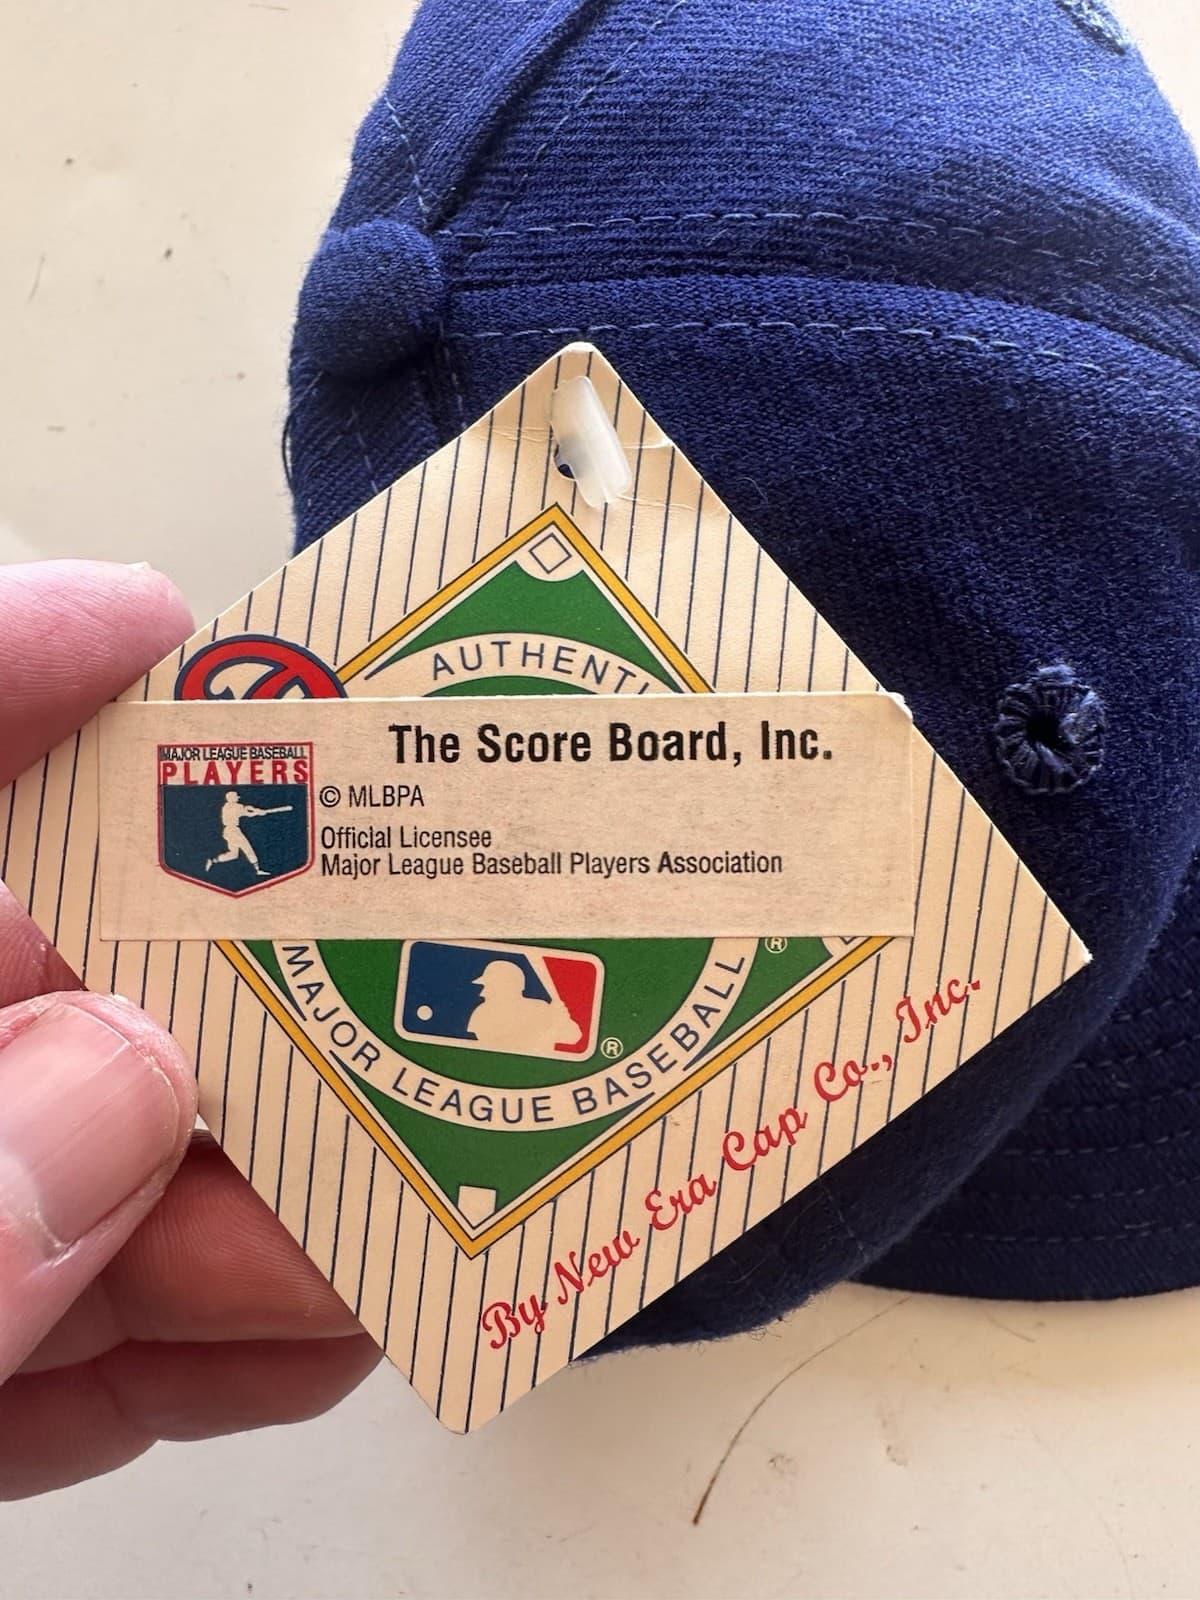 AUTHENTI
The Score Board, Inc.
MAJOR LEAGUE BASEBALL
PLAYERS
© MLBPA
Official Licensee
Major League Baseball Players Association
®
®
MAJOR LEAGUE BASEBALL
By New Era Cap Co., Inc.